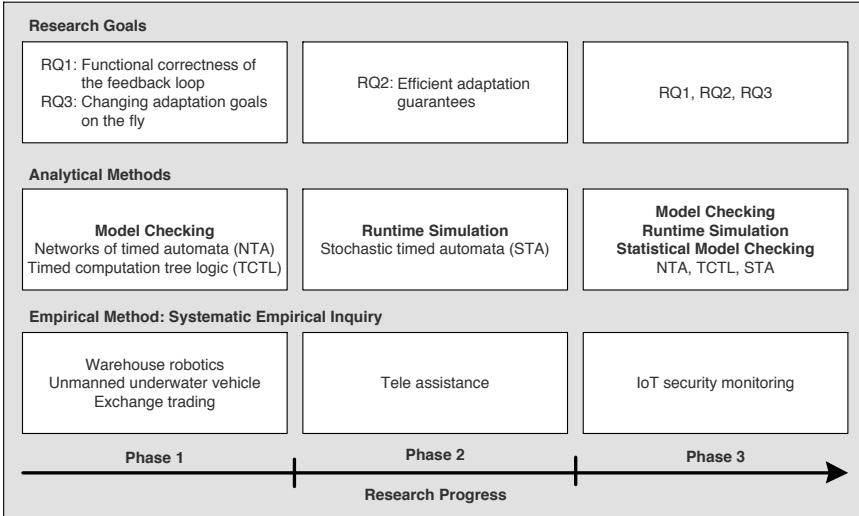 Research Goals
RQ1: Functional correctness of
the feedback loop
RQ3: Changing adaptation goals
on the fly
RQ2: Efficient adaptation
guarantees
RQ1, RQ2, RQ3
Analytical Methods
Model Checking
Networks of timed automata (NTA)
Timed computation tree logic (TCTL)
Runtime Simulation
Stochastic timed automata (STA)
Model Checking
Runtime Simulation
Statistical Model Checking
NTA, TCTL, STA
Empirical Method: Systematic Empirical Inquiry
Warehouse robotics
Unmanned underwater vehicle
Exchange trading
Tele assistance
IoT security monitoring
Phase 1
Phase 2
Phase 3
Research Progress